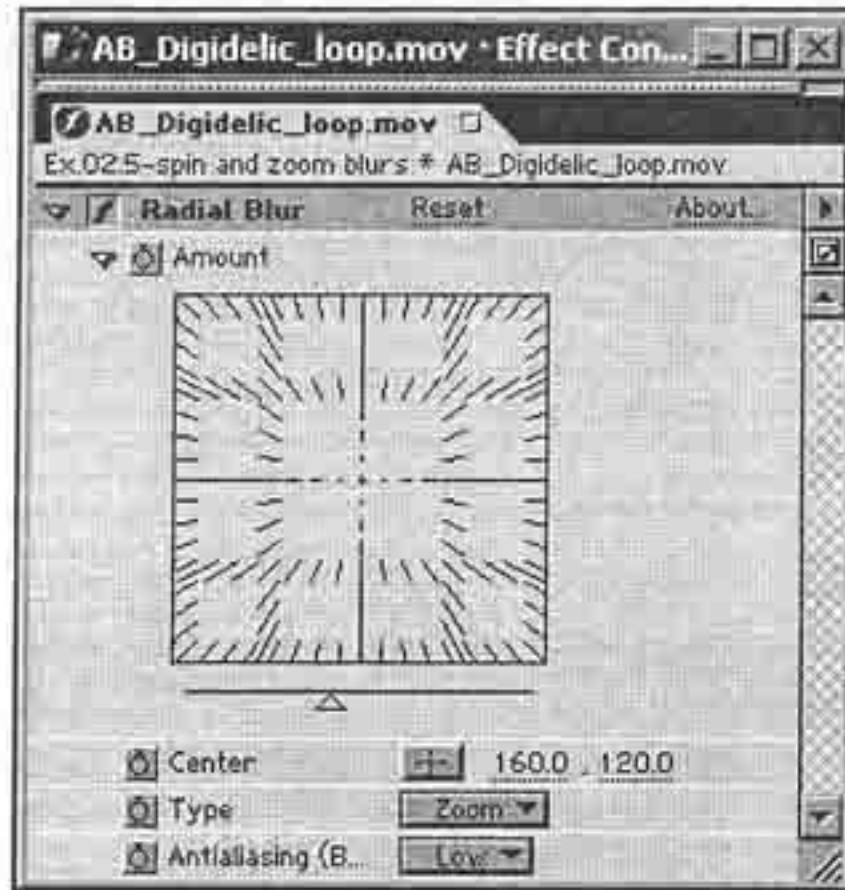 AB_Digidelic_loop.mov • Effect Con...
AB_Digidelic_loop.mov
Ex.02.5-spin and zoom blurs * AB_Digidelic_loop.mov
Radial Blur Reset About...
Amount
Center 160.0 , 120.0
Type Zoom
Antialiasing (B... Low